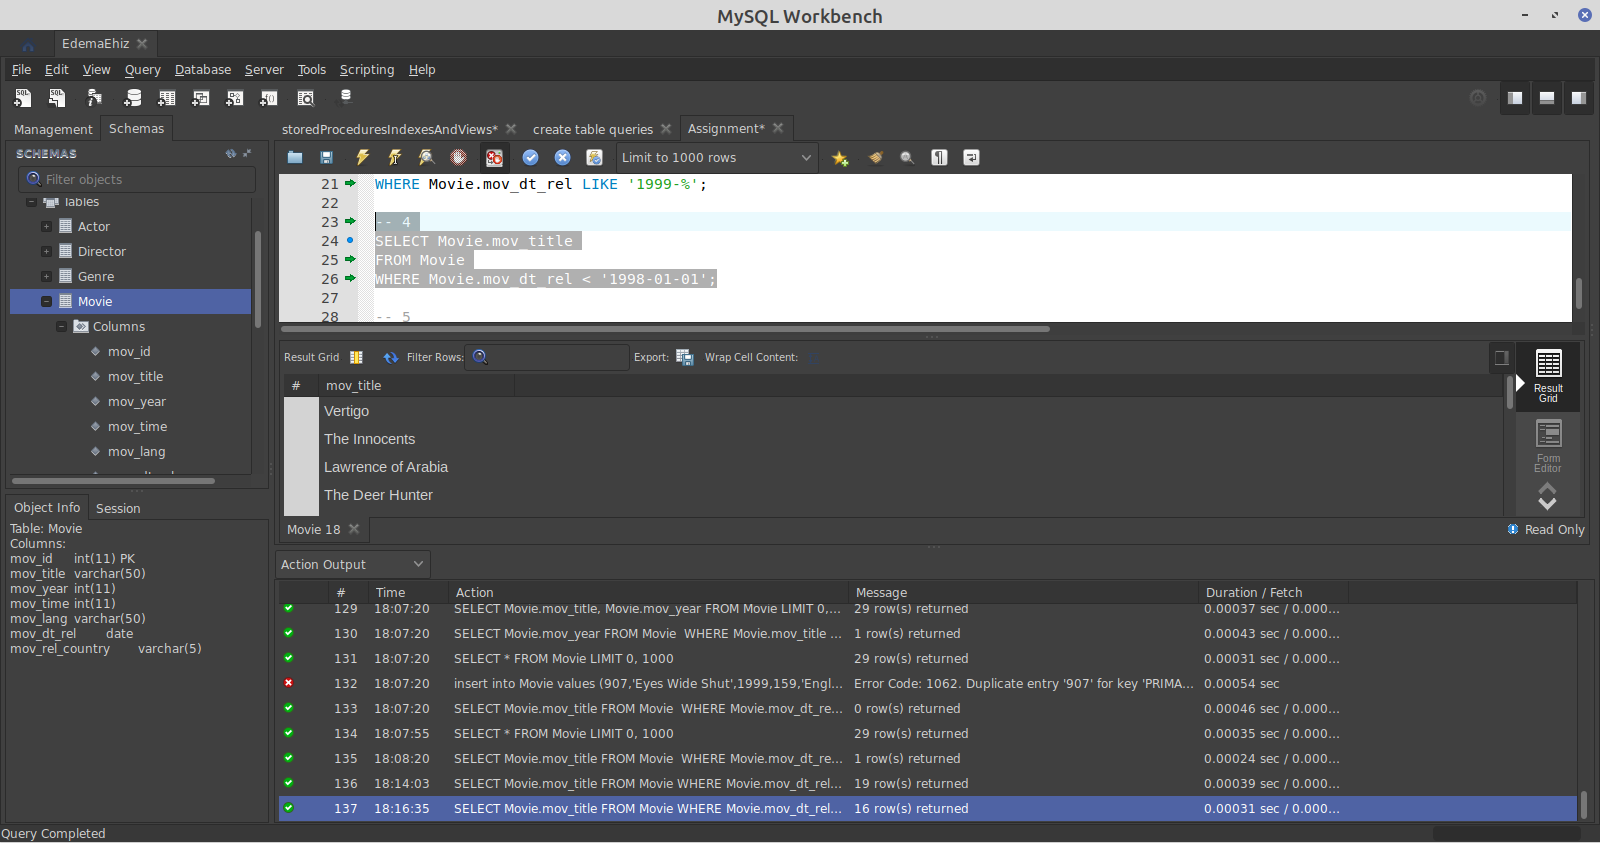 MySQL Workbench
EdemaEhiz
File Edit View Query Database Server Tools Scripting Help
Management Schemas
storedProceduresIndexesAndViews* create table queries Assignment*
SCHEMAS
Filter objects
Tables
Actor
Director
Genre
Movie
Columns
mov_id
mov_title
mov_year
mov_time
mov_lang
Object Info Session
Table: Movie
Columns:
mov_id int(11) PK
mov_title varchar(50)
mov_year int(11)
mov_time int(11)
mov_lang varchar(50)
mov_dt_rel date
mov_rel_country varchar(5)
Limit to 1000 rows
21 WHERE Movie.mov_dt_rel LIKE '1999-%';
22
23 -- 4
24 SELECT Movie.mov_title
25 FROM Movie
26 WHERE Movie.mov_dt_rel < '1998-01-01';
27
28 -- 5
Result Grid Filter Rows: Export: Wrap Cell Content:
# mov_title
Vertigo
The Innocents
Lawrence of Arabia
The Deer Hunter
Result
Grid
Form
Editor
Movie 18
Read Only
Action Output
# Time Action Message Duration / Fetch
129 18:07:20 SELECT Movie.mov_title, Movie.mov_year FROM Movie LIMIT 0,... 29 row(s) returned 0.00037 sec / 0.000...
130 18:07:20 SELECT Movie.mov_year FROM Movie WHERE Movie.mov_title ... 1 row(s) returned 0.00043 sec / 0.000...
131 18:07:20 SELECT * FROM Movie LIMIT 0, 1000 29 row(s) returned 0.00031 sec / 0.000...
132 18:07:20 insert into Movie values (907,'Eyes Wide Shut',1999,159,'Engl... Error Code: 1062. Duplicate entry '907' for key 'PRIMA... 0.00054 sec
133 18:07:20 SELECT Movie.mov_title FROM Movie WHERE Movie.mov_dt_re... 0 row(s) returned 0.00046 sec / 0.000...
134 18:07:55 SELECT * FROM Movie LIMIT 0, 1000 29 row(s) returned 0.00035 sec / 0.000...
135 18:08:20 SELECT Movie.mov_title FROM Movie WHERE Movie.mov_dt_re... 1 row(s) returned 0.00024 sec / 0.000...
136 18:14:03 SELECT Movie.mov_title FROM Movie WHERE Movie.mov_dt_rel... 19 row(s) returned 0.00039 sec / 0.000...
137 18:16:35 SELECT Movie.mov_title FROM Movie WHERE Movie.mov_dt_rel... 16 row(s) returned 0.00031 sec / 0.000...
Query Completed